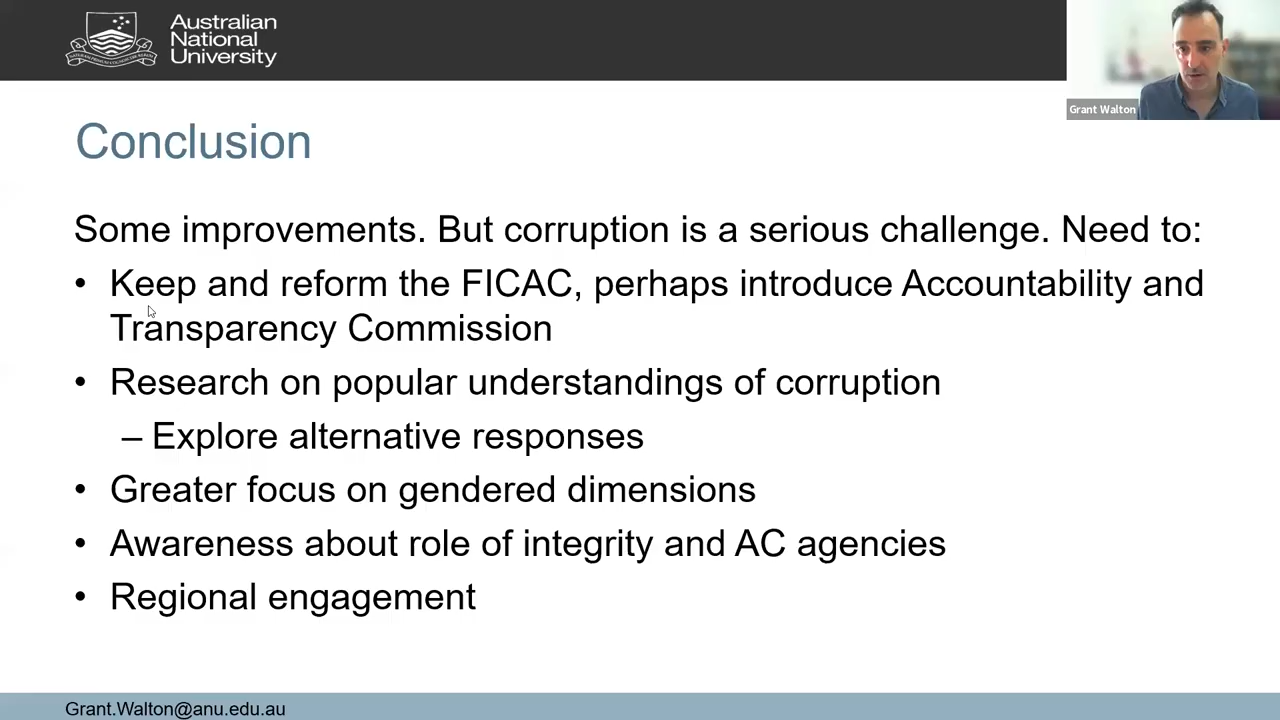 Australian
National
University
Grant Walton
Conclusion
Some improvements. But corruption is a serious challenge. Need to:
• Keep and reform the FICAC, perhaps introduce Accountability and
Transparency Commission
• Research on popular understandings of corruption
– Explore alternative responses
• Greater focus on gendered dimensions
• Awareness about role of integrity and AC agencies
• Regional engagement
Grant.Walton@anu.edu.au